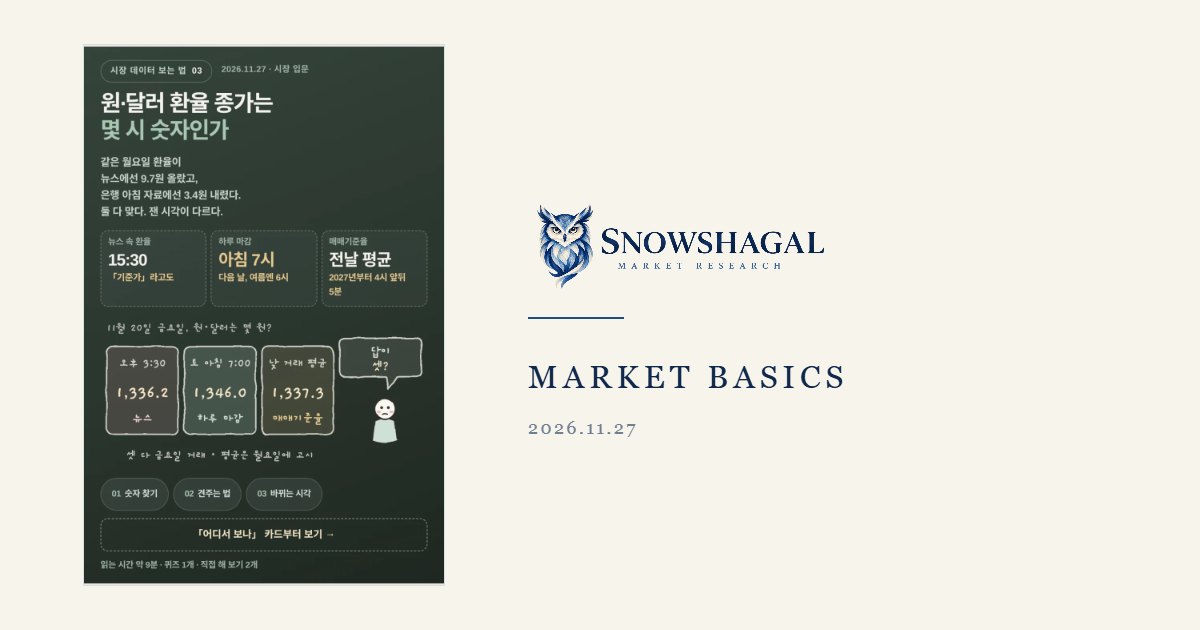 시장 데이터 보는 법 03
2026.11.27 · 시장 입문
원·달러 환율 종가는
몇 시 숫자인가
같은 월요일 환율이
뉴스에선 9.7원 올랐고,
은행 아침 자료에선 3.4원 내렸다.
둘 다 맞다. 잰 시각이 다르다.
뉴스 속 환율
15:30
「기준가」라고도
하루 마감
아침 7시
다음 날, 여름엔 6시
매매기준율
전날 평균
2027년부터 4시 앞뒤
5분
11월 20일 금요일, 원·달러는 몇 원?
오후 3:30
1,336.2
뉴스
토 아침 7:00
1,346.0
하루 마감
낮 거래 평균
1,337.3
매매기준율
답이
셋?
셋 다 금요일 거래 · 평균은 월요일에 고시
01 숫자 찾기
02 견주는 법
03 바뀌는 시각
「어디서 보나」 카드부터 보기 →
읽는 시간 약 9분 · 퀴즈 1개 · 직접 해 보기 2개
SNOWSHAGAL
MARKET RESEARCH
MARKET BASICS
2026.11.27